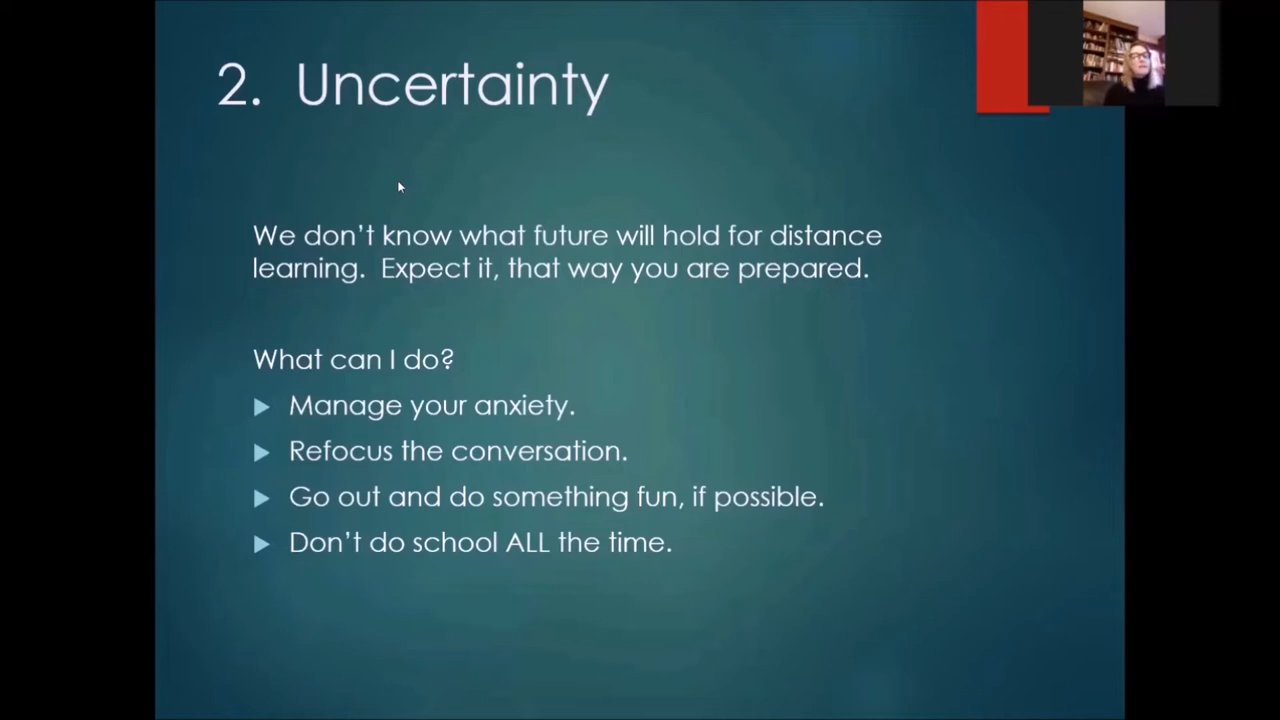 2. Uncertainty
We don't know what future will hold for distance
learning. Expect it, that way you are prepared.
What can I do?
Manage your anxiety.
Refocus the conversation.
Go out and do something fun, if possible.
Don't do school ALL the time.